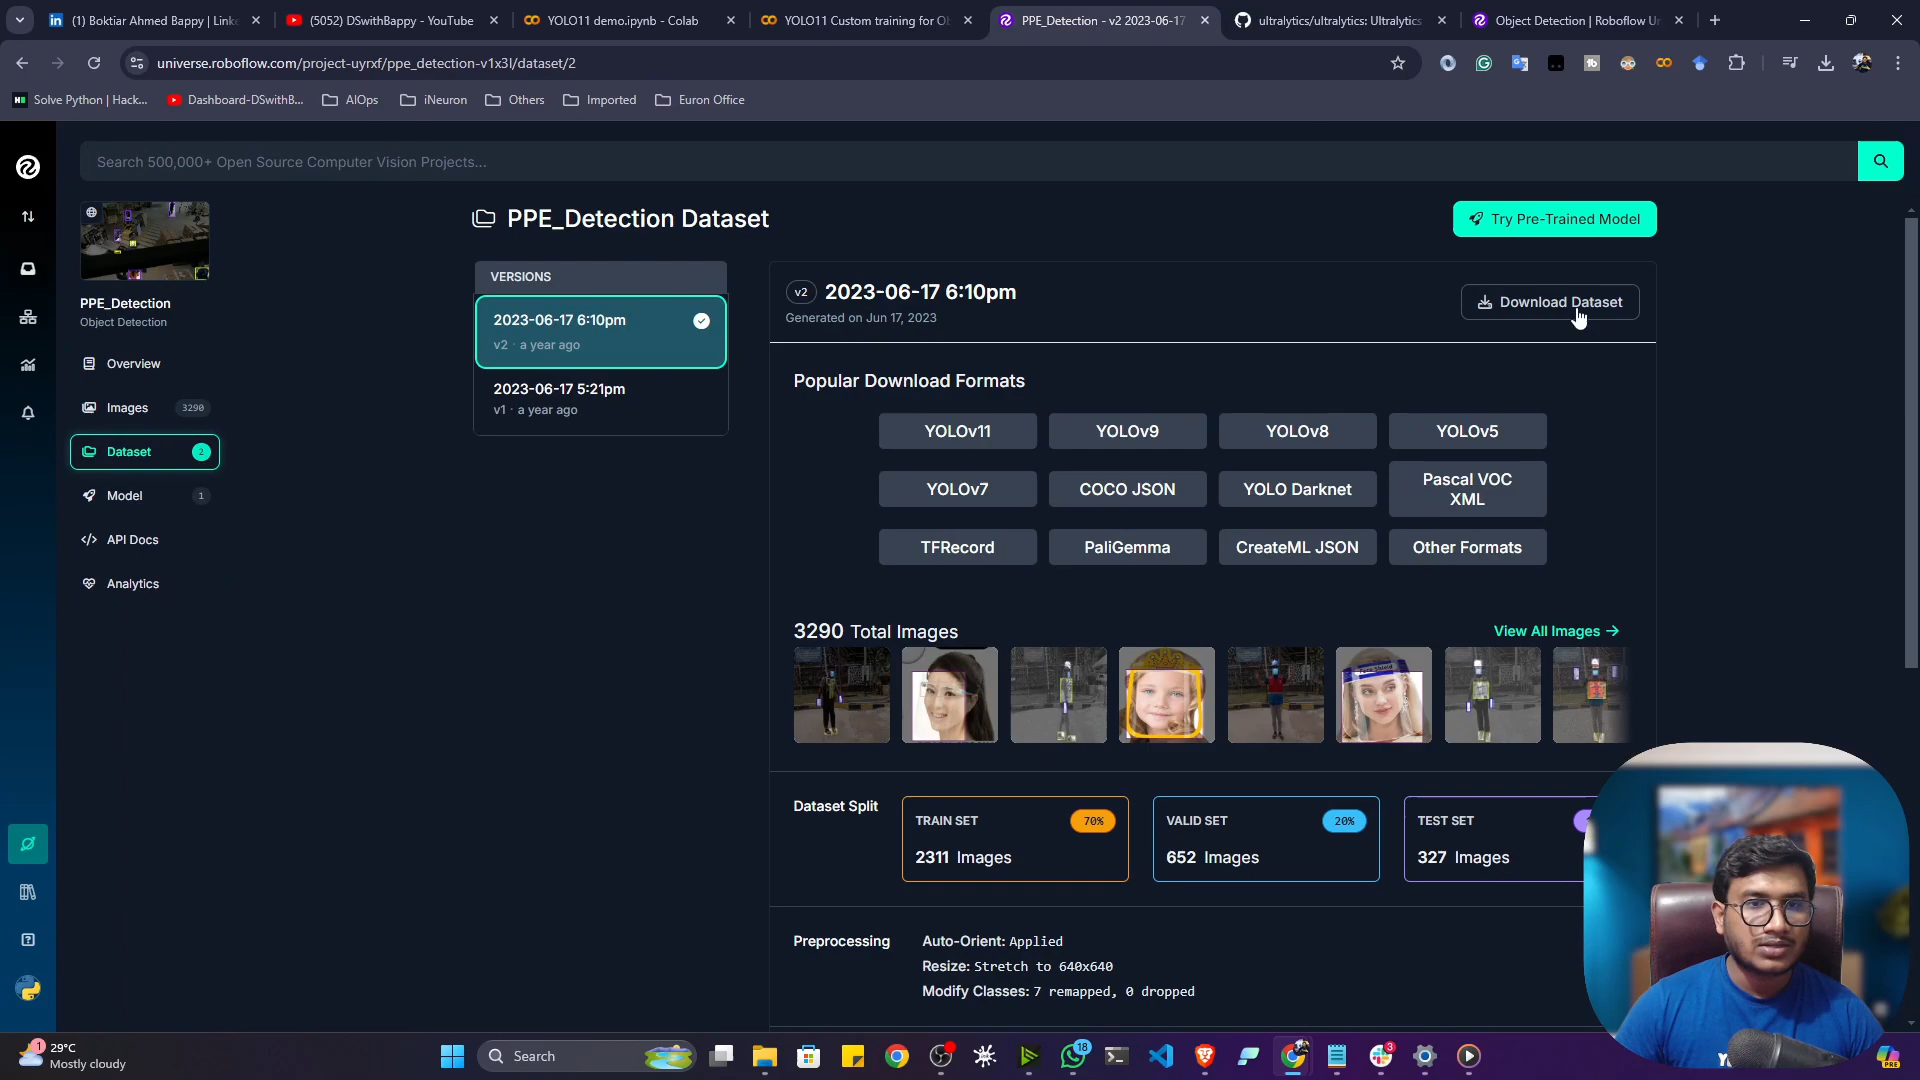 (1) Boktiar Ahmed Bappy | Linke
(5052) DSwithBappy - YouTube
YOLO11 demo.ipynb - Colab
YOLO11 Custom training for Ob
PPE_Detection - v2 2023-06-17
ultralytics/ultralytics: Ultralytics
Object Detection | Roboflow Un
universe.roboflow.com/project-uyrxf/ppe_detection-v1x3l/dataset/2
Solve Python | Hack...
Dashboard-DSwithB...
AIOps
iNeuron
Others
Imported
Euron Office
Search 500,000+ Open Source Computer Vision Projects...
PPE_Detection
Object Detection
Overview
Images 3290
Dataset 2
Model 1
API Docs
Analytics
PPE_Detection Dataset
Try Pre-Trained Model
VERSIONS
2023-06-17 6:10pm
v2 · a year ago
2023-06-17 5:21pm
v1 · a year ago
v2 2023-06-17 6:10pm
Generated on Jun 17, 2023
Download Dataset
Popular Download Formats
YOLOv11 YOLOv9 YOLOv8 YOLOv5
YOLOv7 COCO JSON YOLO Darknet Pascal VOC
XML
TFRecord PaliGemma CreateML JSON Other Formats
3290 Total Images
View All Images →
Dataset Split
TRAIN SET 70%
2311 Images
VALID SET 20%
652 Images
TEST SET
327 Images
Preprocessing
Auto-Orient: Applied
Resize: Stretch to 640x640
Modify Classes: 7 remapped, 0 dropped
1
29°C
Mostly cloudy
Search
18
3
PRE